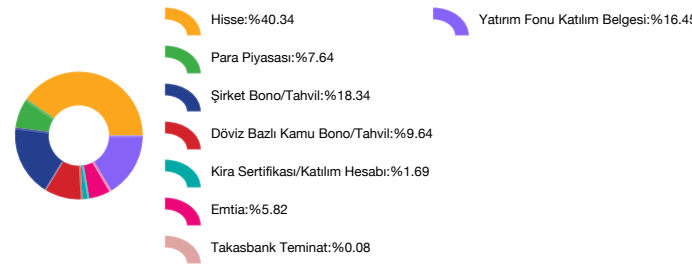 Hisse:%40.34
Para Piyasası:%7.64
Şirket Bono/Tahvil:%18.34
Döviz Bazlı Kamu Bono/Tahvil:%9.64
Kira Sertifikası/Katılım Hesabı:%1.69
Emtia:%5.82
Takasbank Teminat:%0.08
Yatırım Fonu Katılım Belgesi:%16.45